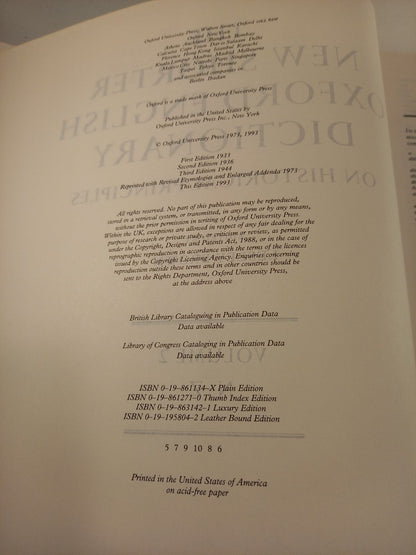 Oxford University Press, Walton Street, Oxford OX2 6DP
Oxford New York
Athens Auckland Bangkok Bombay
Calcutta Cape Town Dar es Salaam Delhi
Florence Hong Kong Istanbul Karachi
Kuala Lumpur Madras Madrid Melbourne
Mexico City Nairobi Paris Singapore
Taipei Tokyo Toronto
and associated companies in
Berlin Ibadan
Oxford is a trade mark of Oxford University Press
Published in the United States by
Oxford University Press Inc., New York
© Oxford University Press 1973, 1993
First Edition 1933
Second Edition 1936
Third Edition 1944
Reprinted with Revised Etymologies and Enlarged Addenda 1973
This Edition 1993
All rights reserved. No part of this publication may be reproduced,
stored in a retrieval system, or transmitted, in any form or by any means,
without the prior permission in writing of Oxford University Press.
Within the UK, exceptions are allowed in respect of any fair dealing for the
purpose of research or private study, or criticism or review, as permitted
under the Copyright, Designs and Patents Act, 1988, or in the case of
reprographic reproduction in accordance with the terms of the licences
issued by the Copyright Licensing Agency. Enquiries concerning
reproduction outside these terms and in other countries should be
sent to the Rights Department, Oxford University Press,
at the address above
British Library Cataloguing in Publication Data
Data available
Library of Congress Cataloging in Publication Data
Data available
ISBN 0-19-861134-X Plain Edition
ISBN 0-19-861271-0 Thumb Index Edition
ISBN 0-19-863142-1 Luxury Edition
ISBN 0-19-195804-2 Leather Bound Edition
5 7 9 10 8 6
Printed in the United States of America
on acid-free paper
NEW SHORTER
OXFORD ENGLISH
DICTIONARY
ON HISTORICAL PRINCIPLES
VOLUME 2